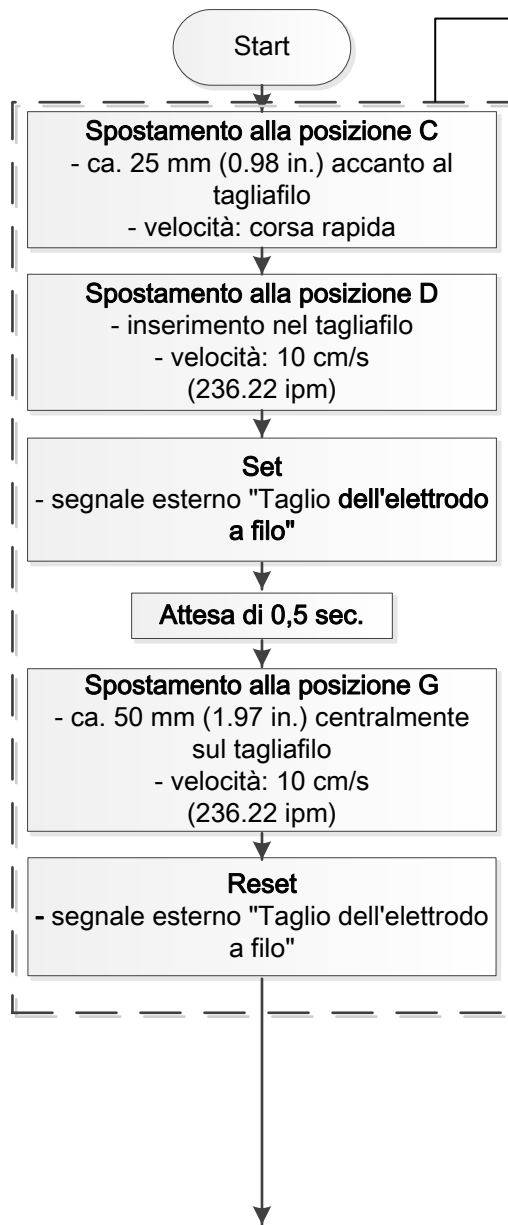 Start
Spostamento alla posizione C
- ca. 25 mm (0.98 in.) accanto al
tagliafilo
- velocità: corsa rapida
Spostamento alla posizione D
- inserimento nel tagliafilo
- velocità: 10 cm/s
(236.22 ipm)
Set
- segnale esterno "Taglio dell'elettrodo
a filo"
Attesa di 0,5 sec.
Spostamento alla posizione G
- ca. 50 mm (1.97 in.) centralmente
sul tagliafilo
- velocità: 10 cm/s
(236.22 ipm)
Reset
- segnale esterno "Taglio dell'elettrodo
a filo"